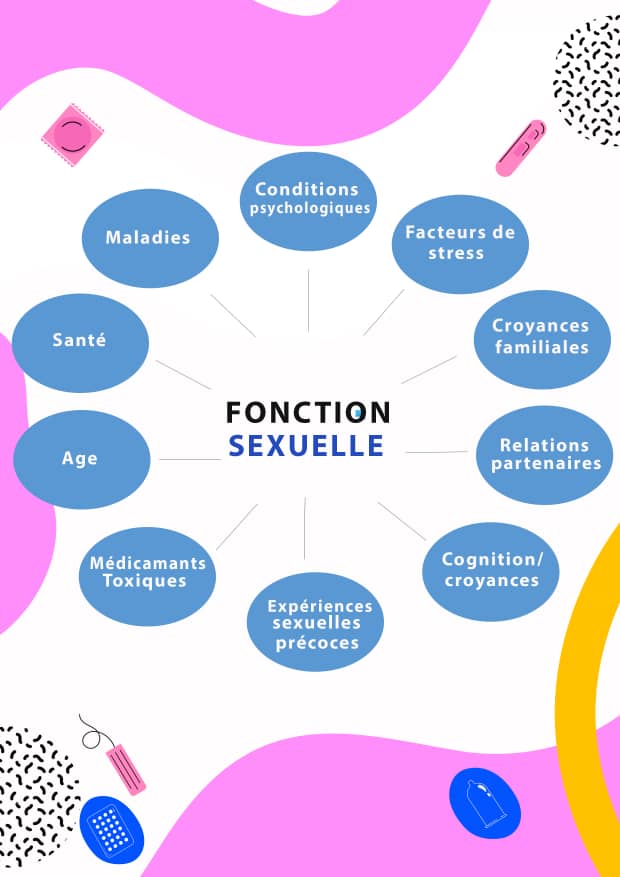 Conditions
psychologiques
Maladies
Facteurs de
stress
Santé
Croyances
familiales
FONCTION
SEXUELLE
Age
Relations
partenaires
Médicamants
Toxiques
Cognition/
croyances
Expériences
sexuelles
précoces